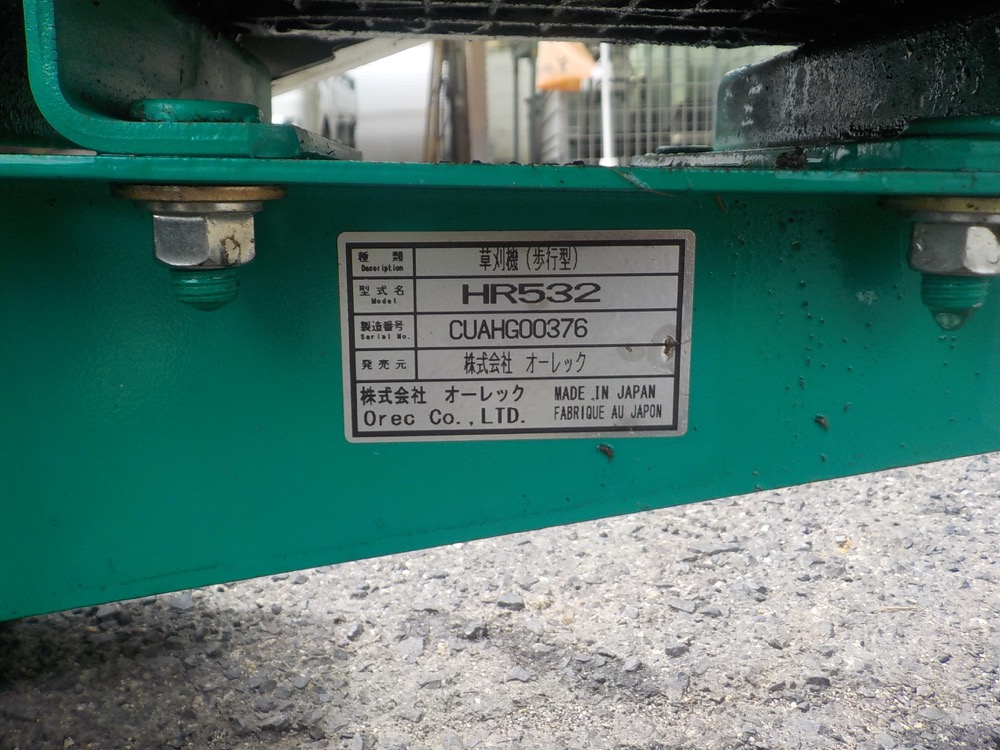 種類 草刈機(歩行型)
Description
型式名 HR532
Model
製造番号 CUAHG00376
Serial No.
発売元 株式会社 オーレック
株式会社 オーレック MADE IN JAPAN
Orec Co.,LTD. FABRIQUE AU JAPON